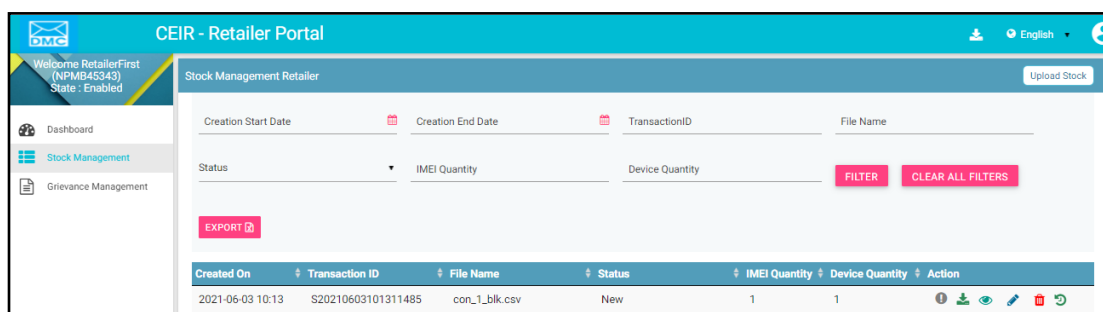 DMC
CEIR - Retailer Portal
English
Welcome RetailerFirst
(NPMB45343)
State : Enabled
Stock Management Retailer
Upload Stock
Dashboard
Stock Management
Grievance Management
Creation Start Date
Creation End Date
TransactionID
File Name
Status
IMEI Quantity
Device Quantity
FILTER
CLEAR ALL FILTERS
EXPORT
Created On Transaction ID File Name Status IMEI Quantity Device Quantity Action
2021-06-03 10:13 S20210603101311485 con_1_blk.csv New 1 1